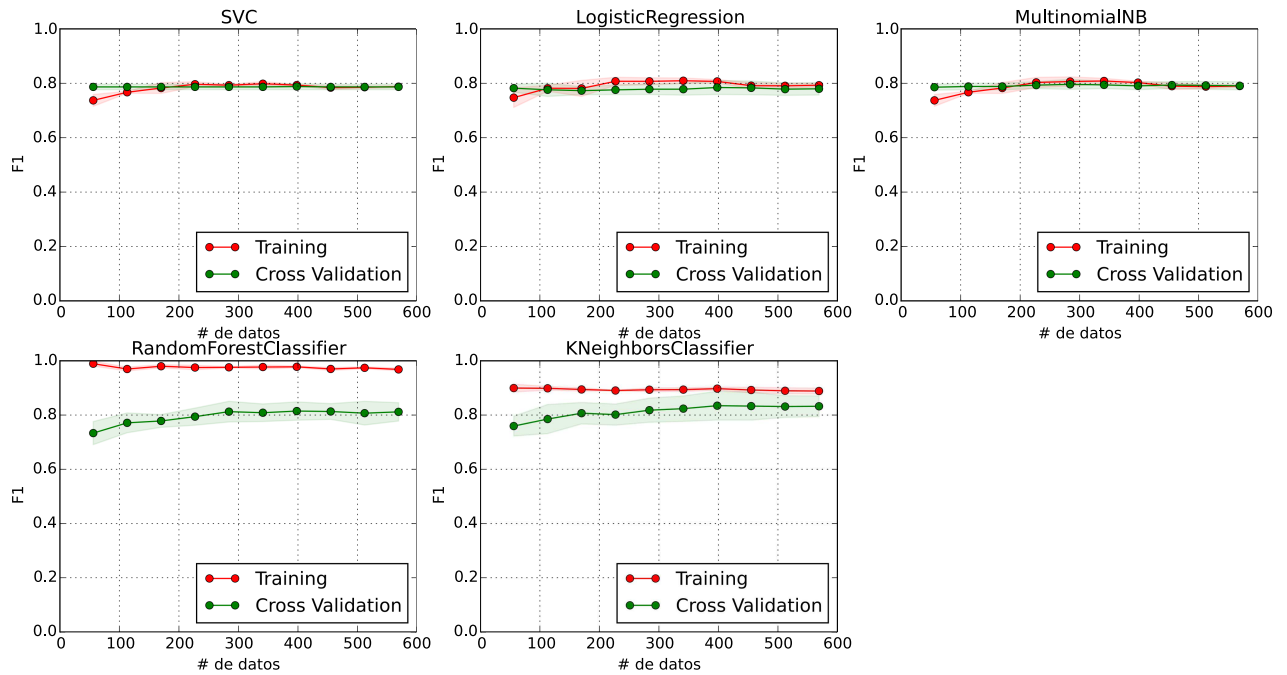 SVC
1.0
0.8
0.6
0.4
0.2
0.0
F1
Training
Cross Validation
0 100 200 300 400 500 600
# de datos
LogisticRegression
1.0
0.8
0.6
0.4
0.2
0.0
F1
Training
Cross Validation
0 100 200 300 400 500 600
# de datos
MultinomialNB
1.0
0.8
0.6
0.4
0.2
0.0
F1
Training
Cross Validation
0 100 200 300 400 500 600
# de datos
RandomForestClassifier
1.0
0.8
0.6
0.4
0.2
0.0
F1
Training
Cross Validation
0 100 200 300 400 500 600
# de datos
KNeighborsClassifier
1.0
0.8
0.6
0.4
0.2
0.0
F1
Training
Cross Validation
0 100 200 300 400 500 600
# de datos